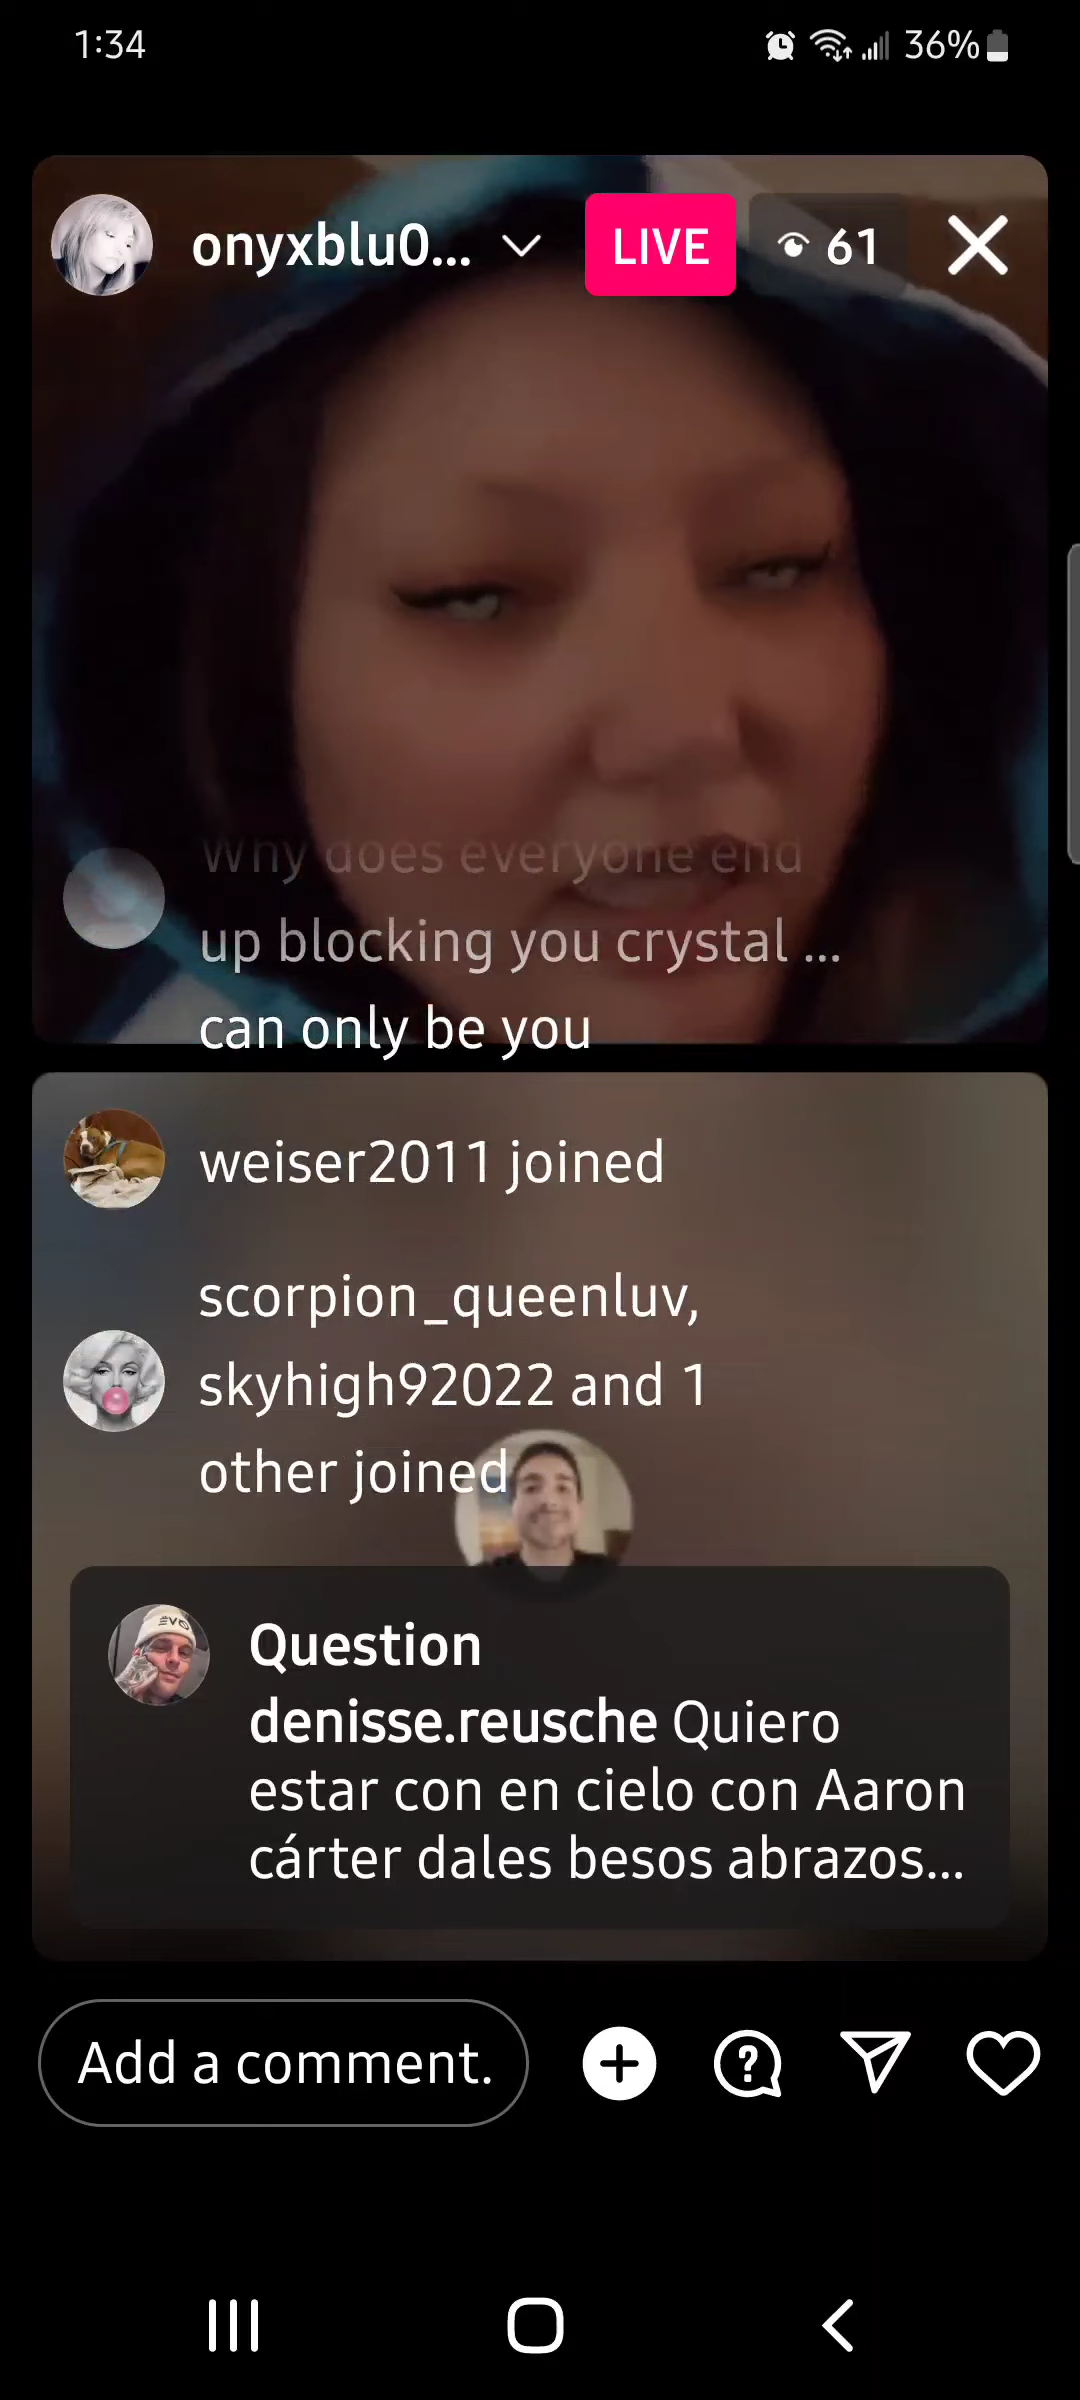 1:34
36%
onyxblu0...
LIVE
61
Why does everyone end
up blocking you crystal ...
can only be you
weiser2011 joined
scorpion_queenluv,
skyhigh92022 and 1
other joined
EVO
Question
denisse.reusche Quiero
estar con en cielo con Aaron
cárter dales besos abrazos...
Add a comment.